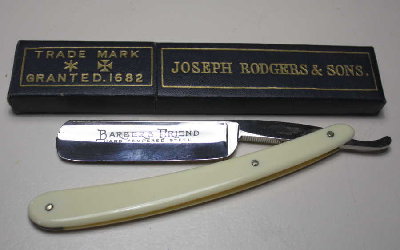 TRADE MARK
GRANTED. 1682
JOSEPH RODGERS & SONS.
BARBER'S FRIEND